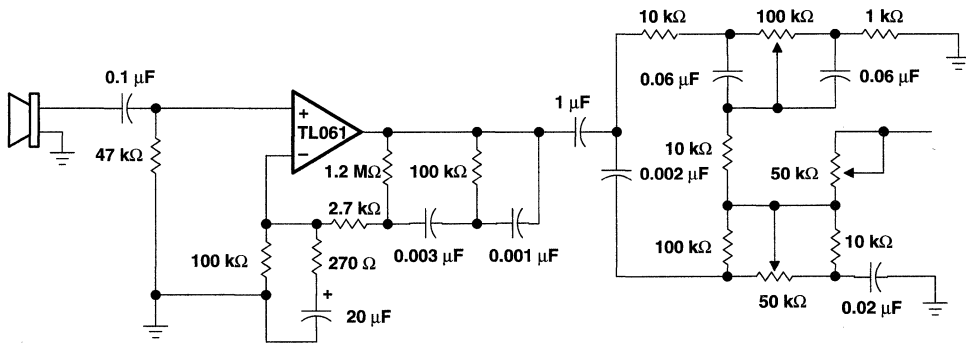 10 kΩ
100 kΩ
1 kΩ
0.1 μF
0.06 μF
0.06 μF
1 μF
+
TL061
−
47 kΩ
1.2 MΩ
100 kΩ
10 kΩ
0.002 μF
50 kΩ
2.7 kΩ
0.003 μF
0.001 μF
100 kΩ
270 Ω
100 kΩ
10 kΩ
+
20 μF
50 kΩ
0.02 μF